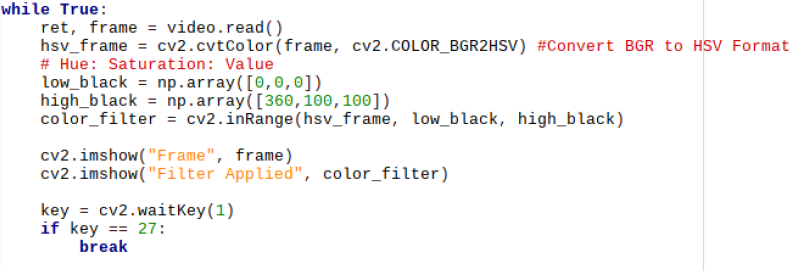 while True:
    ret, frame = video.read()
    hsv_frame = cv2.cvtColor(frame, cv2.COLOR_BGR2HSV) #Convert BGR to HSV Format
    # Hue: Saturation: Value
    low_black = np.array([0,0,0])
    high_black = np.array([360,100,100])
    color_filter = cv2.inRange(hsv_frame, low_black, high_black)
    cv2.imshow("Frame", frame)
    cv2.imshow("Filter Applied", color_filter)
    key = cv2.waitKey(1)
    if key == 27:
        break